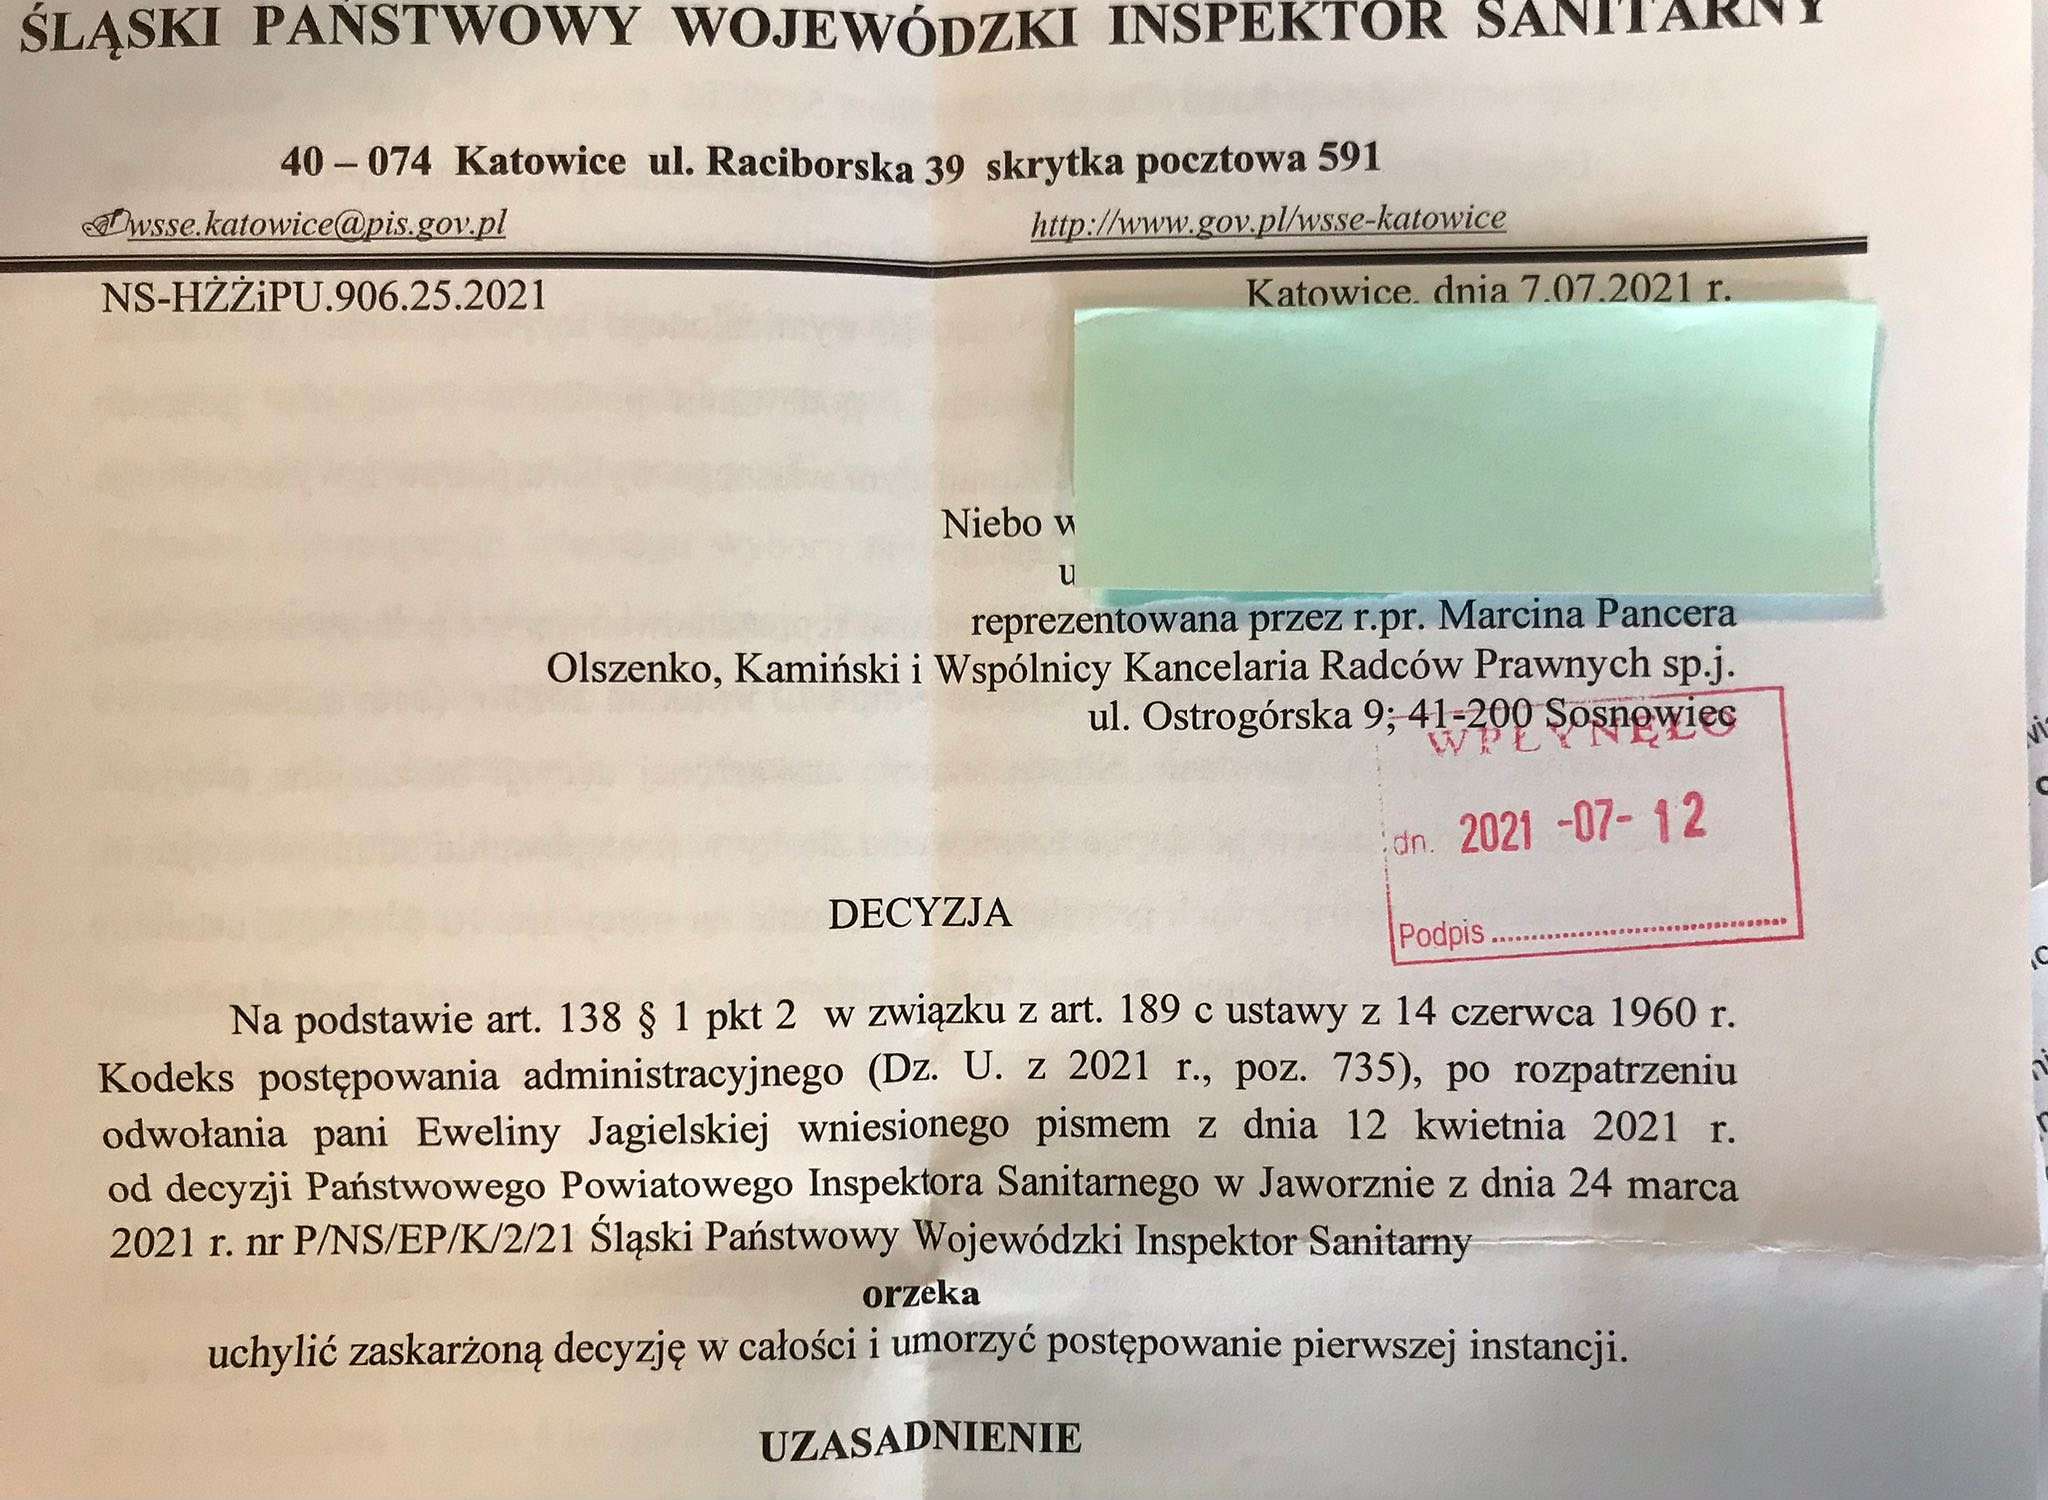 ŚLĄSKI PAŃSTWOWY WOJEWÓDZKI INSPEKTOR SANITARNY
40 – 074 Katowice ul. Raciborska 39 skrytka pocztowa 591
wsse.katowice@pis.gov.pl http://www.gov.pl/wsse-katowice
NS-HŻŻiPU.906.25.2021 Katowice, dnia 7.07.2021 r.
Niebo w
u
reprezentowana przez r.pr. Marcina Pancera
Olszenko, Kamiński i Wspólnicy Kancelaria Radców Prawnych sp.j.
ul. Ostrogórska 9; 41-200 Sosnowiec
WPŁYNĘŁO
dn. 2021 -07- 12
Podpis
DECYZJA
Na podstawie art. 138 § 1 pkt 2 w związku z art. 189 c ustawy z 14 czerwca 1960 r.
Kodeks postępowania administracyjnego (Dz. U. z 2021 r., poz. 735), po rozpatrzeniu
odwołania pani Eweliny Jagielskiej wniesionego pismem z dnia 12 kwietnia 2021 r.
od decyzji Państwowego Powiatowego Inspektora Sanitarnego w Jaworznie z dnia 24 marca
2021 r. nr P/NS/EP/K/2/21 Śląski Państwowy Wojewódzki Inspektor Sanitarny
orzeka
uchylić zaskarżoną decyzję w całości i umorzyć postępowanie pierwszej instancji.
UZASADNIENIE